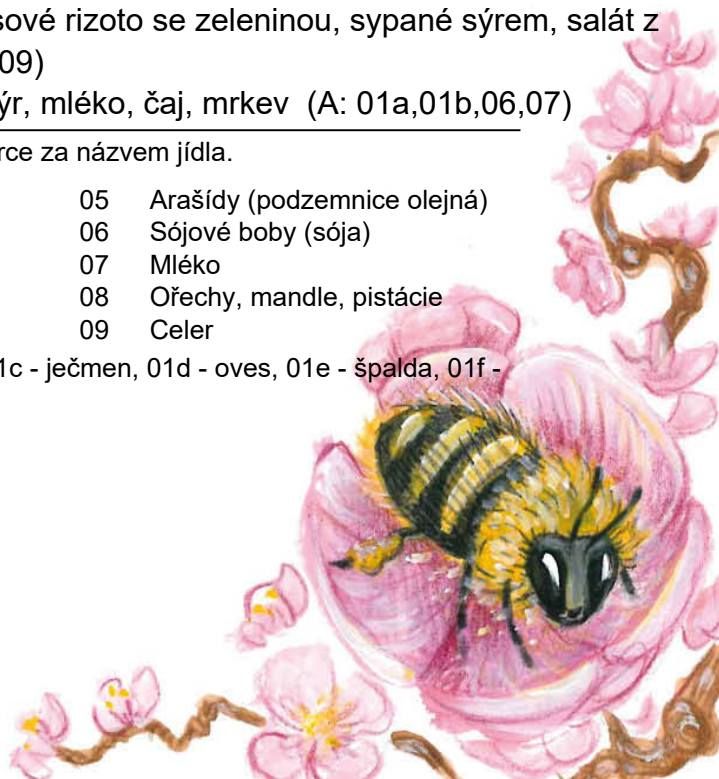 sové rizoto se zeleninou, sypané sýrem, salát z
09)
ýr, mléko, čaj, mrkev (A: 01a,01b,06,07)
rce za názvem jídla.
05 Arašídy (podzemnice olejná)
06 Sójové boby (sója)
07 Mléko
08 Ořechy, mandle, pistácie
09 Celer
1c - ječmen, 01d - oves, 01e - špalda, 01f -